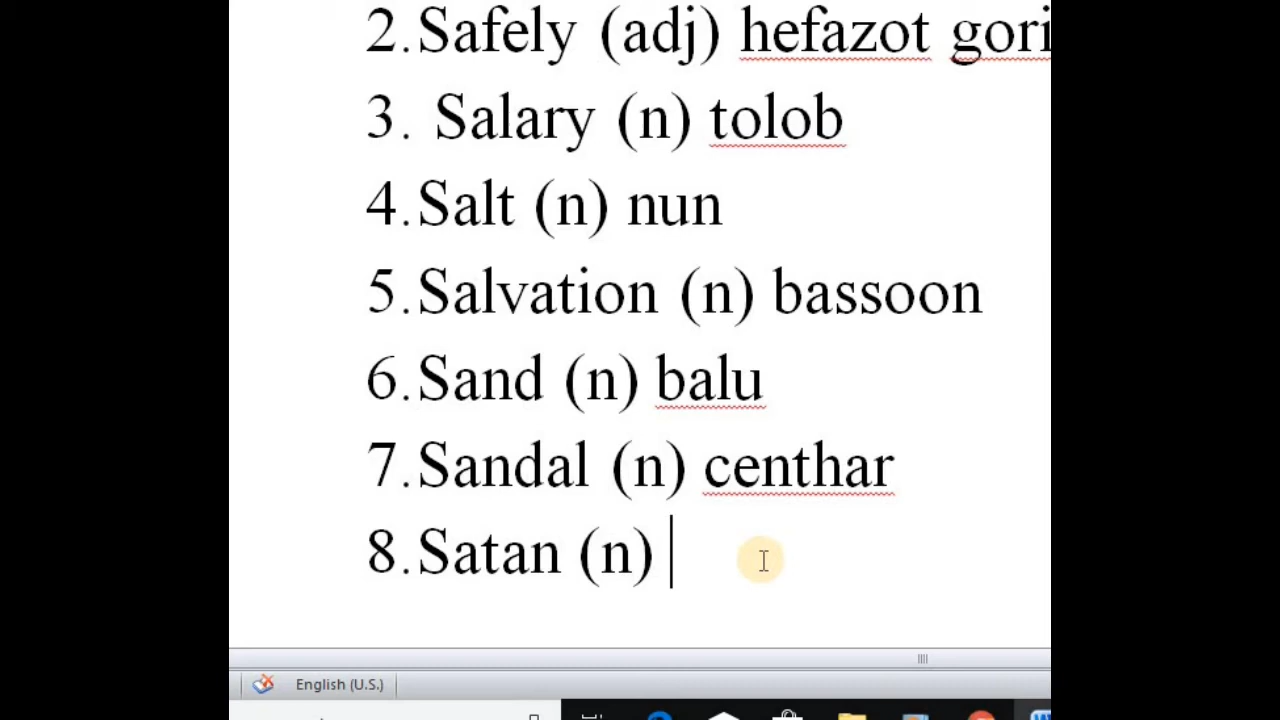 2. Safely (adj) hefazot gori
3. Salary (n) tolob
4. Salt (n) nun
5. Salvation (n) bassoon
6. Sand (n) balu
7. Sandal (n) centhar
8. Satan (n)
English (U.S.)